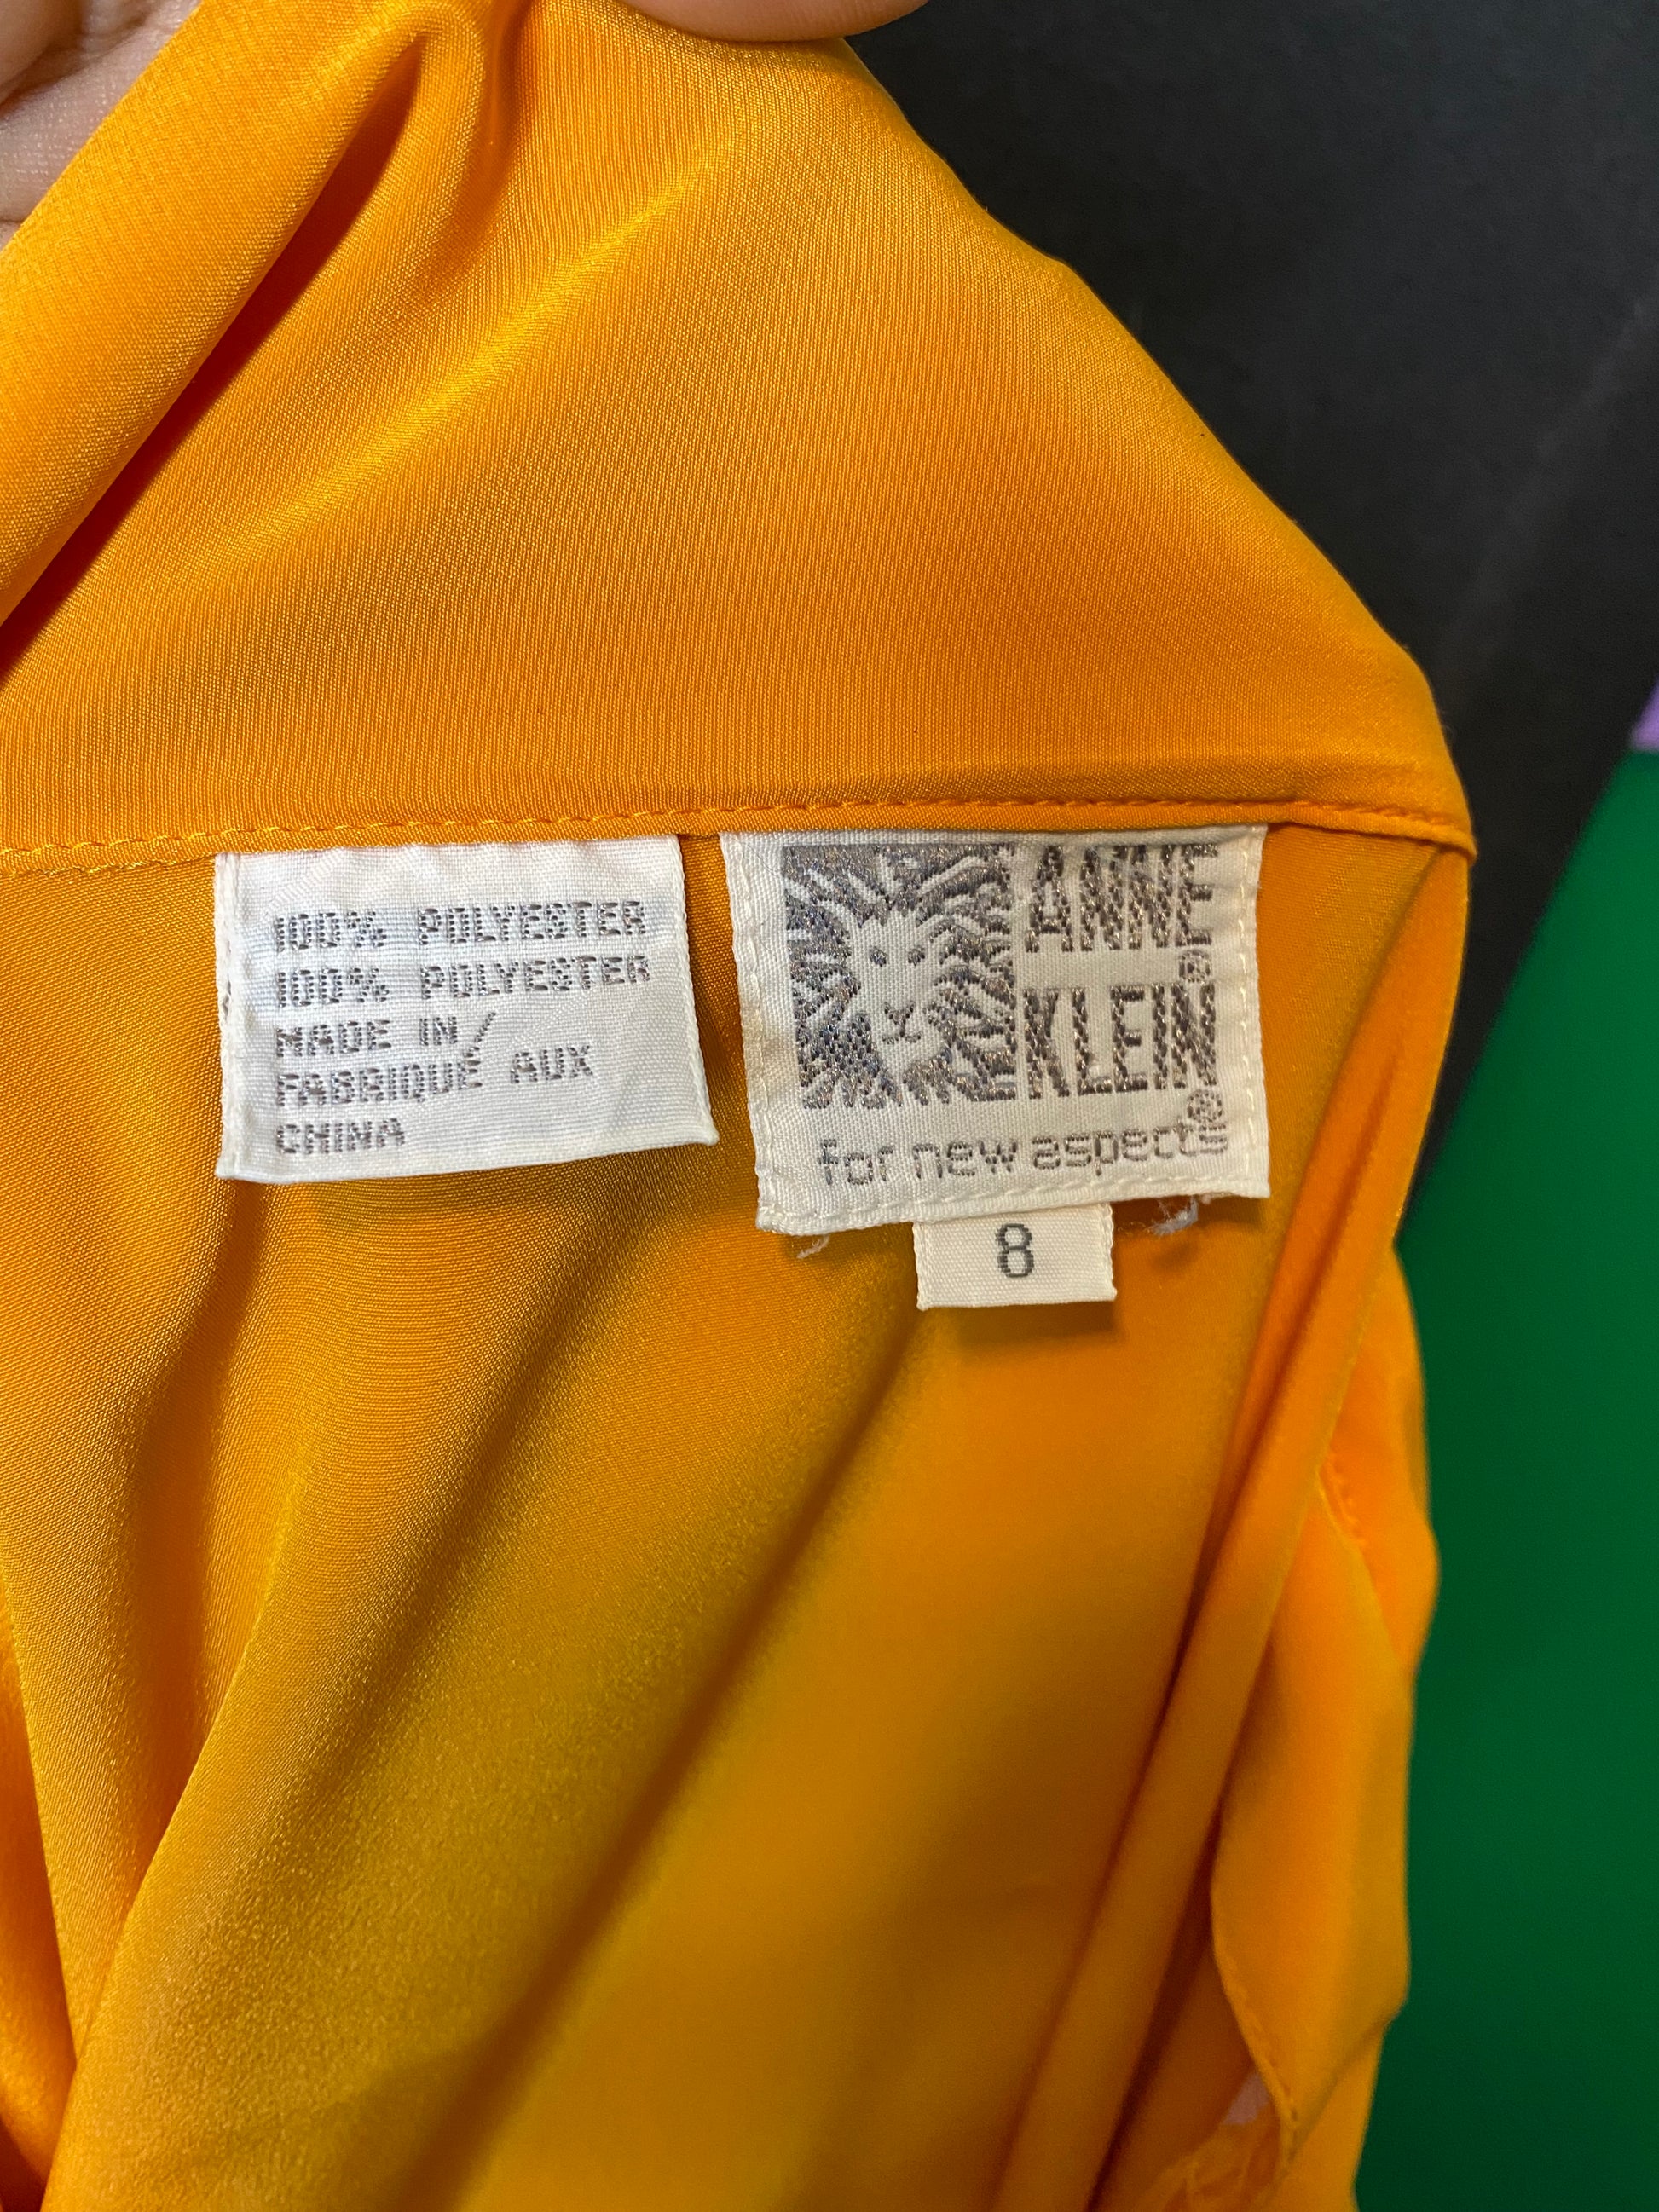 100% POLYESTER
100% POLYESTER
MADE IN/
FABRIQUÉ AUX
CHINA
ANNE
KLEIN®
for new aspects®
8